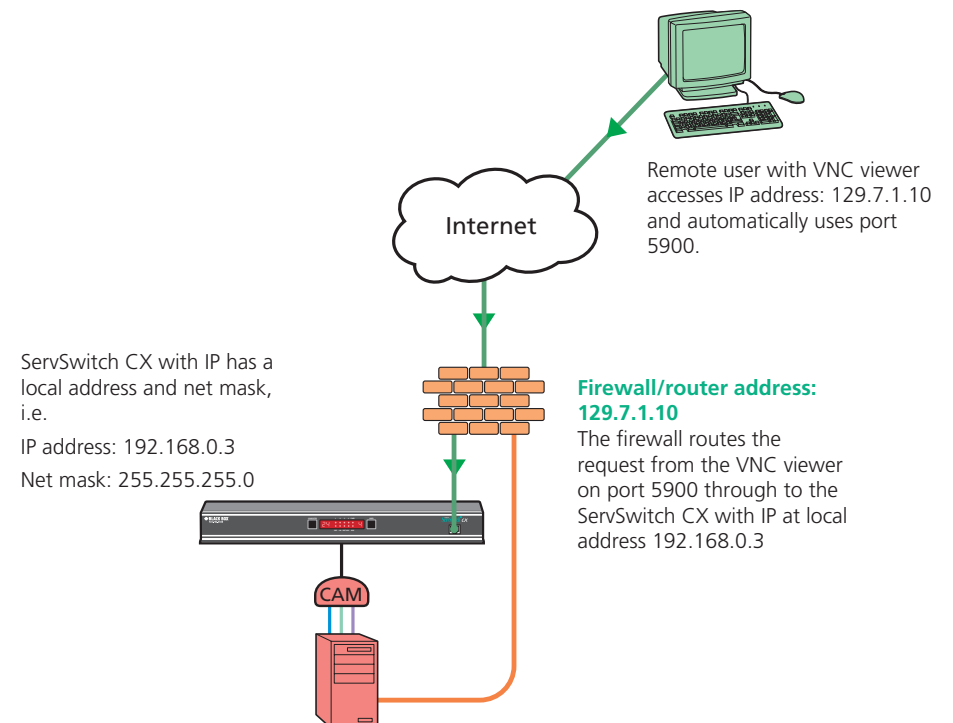 Remote user with VNC viewer
accesses IP address: 129.7.1.10
and automatically uses port
5900.
Internet
ServSwitch CX with IP has a
local address and net mask,
i.e.
IP address: 192.168.0.3
Net mask: 255.255.255.0
Firewall/router address:
129.7.1.10
The firewall routes the
request from the VNC viewer
on port 5900 through to the
ServSwitch CX with IP at local
address 192.168.0.3
BLACK BOX
CX
CAM